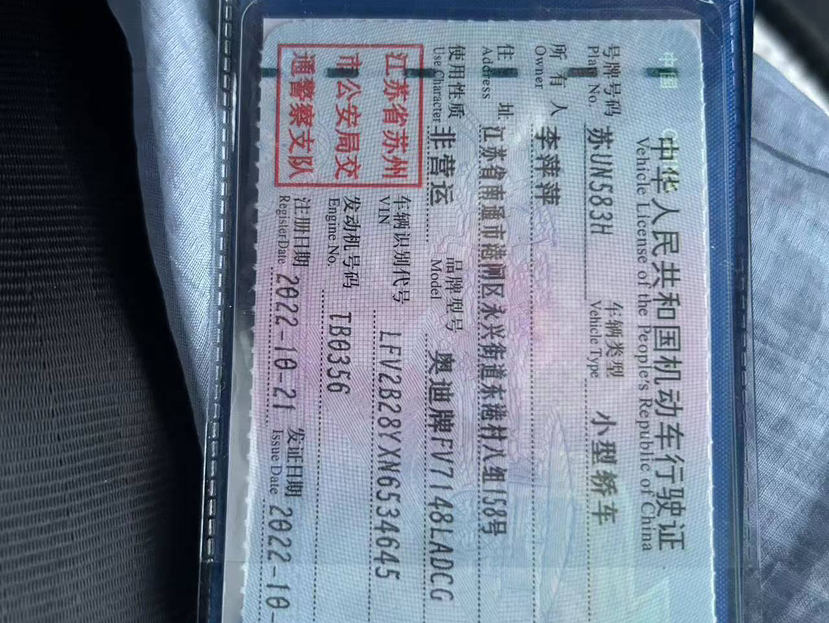 中国 CHINA
中华人民共和国机动车行驶证
Vehicle License of the People's Republic of China
号牌号码 苏UN583H 车辆类型 小型轿车
Plate No. Vehicle Type
所有人 李萍萍
Owner
住址 江苏省南通市港闸区永兴街道东港村八组158号
Address
使用性质 非营运 品牌型号 奥迪牌FV7148LADCG
Use Character Model
江苏省苏州
市公安局交
通警察支队
车辆识别代号 LFV2B28YXN6534645
VIN
发动机号码 TB0356
Engine No.
注册日期 2022-10-21 发证日期 2022-10-
Register Date Issue Date